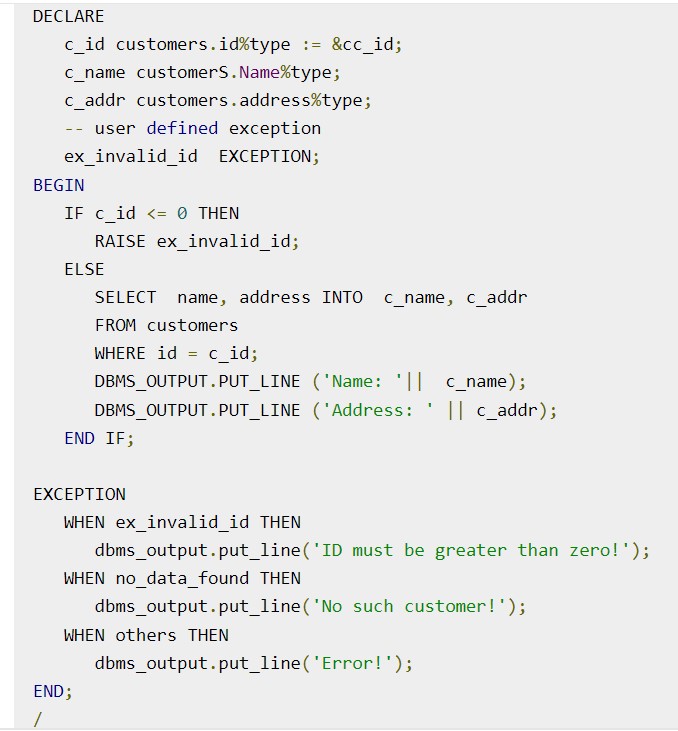 DECLARE
   c_id customers.id%type := &cc_id;
   c_name customerS.Name%type;
   c_addr customers.address%type;
   -- user defined exception
   ex_invalid_id  EXCEPTION;
BEGIN
   IF c_id <= 0 THEN
      RAISE ex_invalid_id;
   ELSE
      SELECT  name, address INTO  c_name, c_addr
      FROM customers
      WHERE id = c_id;
      DBMS_OUTPUT.PUT_LINE ('Name: '||  c_name);
      DBMS_OUTPUT.PUT_LINE ('Address: ' || c_addr);
   END IF;

EXCEPTION
   WHEN ex_invalid_id THEN
      dbms_output.put_line('ID must be greater than zero!');
   WHEN no_data_found THEN
      dbms_output.put_line('No such customer!');
   WHEN others THEN
      dbms_output.put_line('Error!');
END;
/